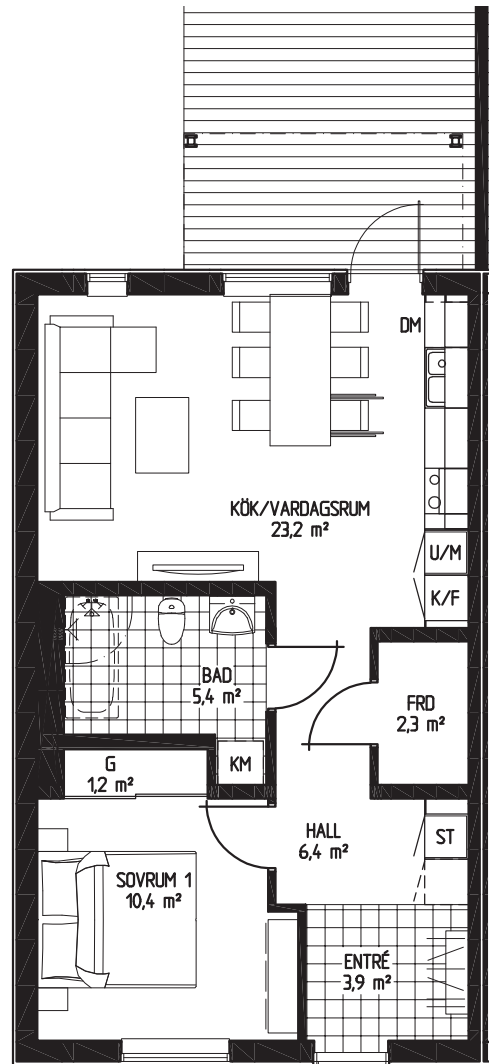 DM
KÖK/VARDAGSRUM
23,2 m²
U/M
K/F
BAD
5,4 m²
FRD
2,3 m²
G
1,2 m²
KM
HALL
6,4 m²
ST
SOVRUM 1
10,4 m²
ENTRÉ
3,9 m²